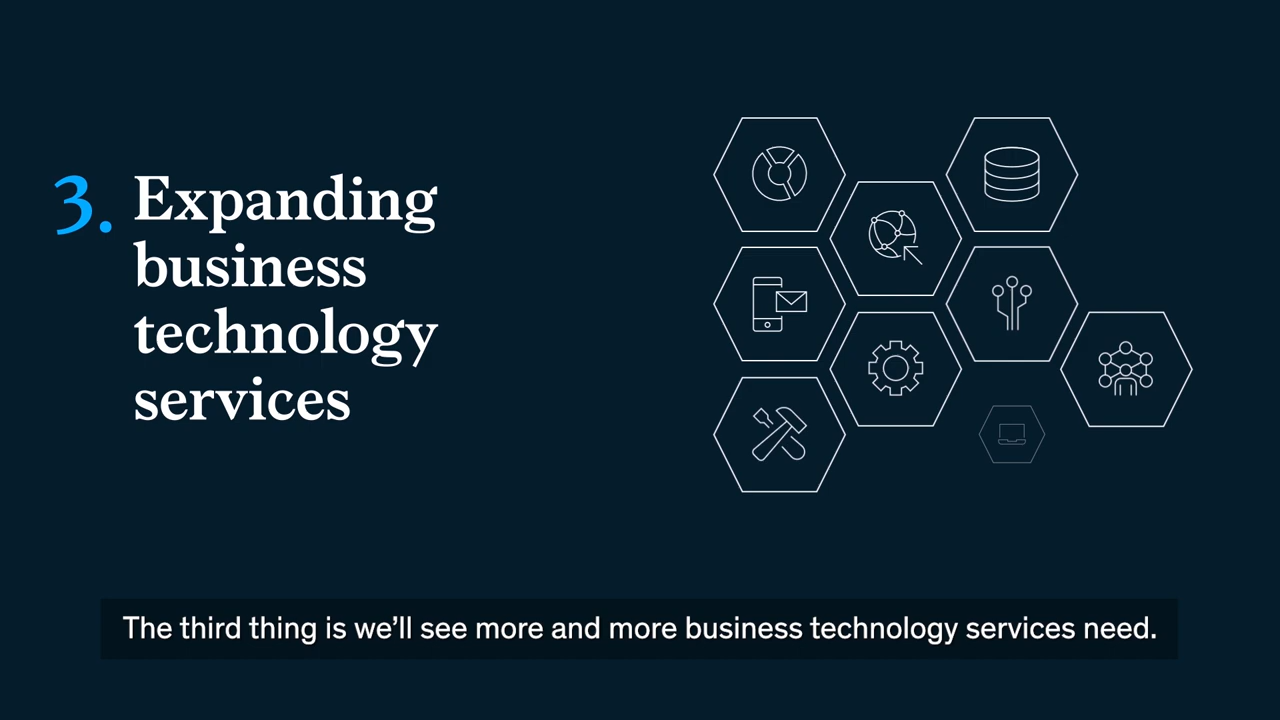 3. Expanding
business
technology
services
The third thing is we’ll see more and more business technology services need.